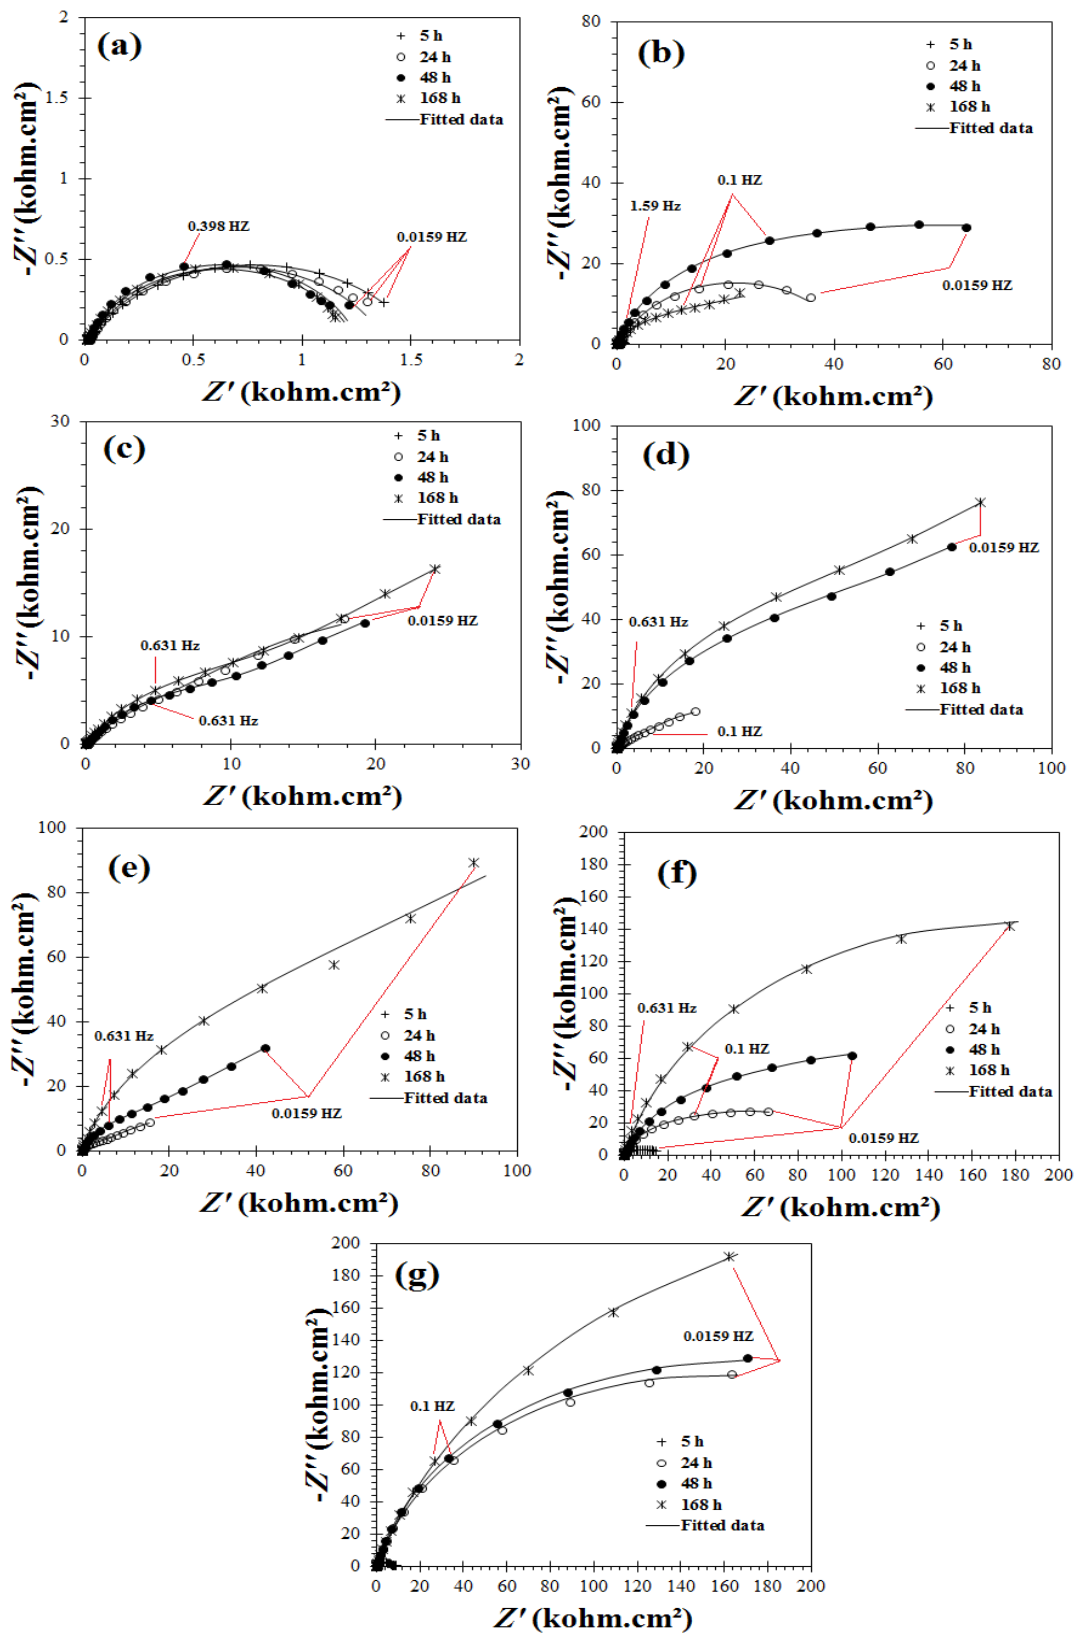 (a)
5 h
24 h
48 h
168 h
Fitted data
2
1.5
1
0.5
0
0.398 HZ
0.0159 HZ
0 0.5 1 1.5 2
-Z''(kohm.cm²)
Z' (kohm.cm²)
(b)
5 h
24 h
48 h
168 h
Fitted data
80
60
40
20
0
1.59 Hz
0.1 HZ
0.0159 HZ
0 20 40 60 80
-Z''(kohm.cm²)
Z' (kohm.cm²)
(c)
5 h
24 h
48 h
168 h
Fitted data
30
20
10
0
0.631 Hz
0.631 Hz
0.0159 HZ
0 10 20 30
-Z''(kohm.cm²)
Z' (kohm.cm²)
(d)
100
80
60
40
20
0
0.0159 HZ
0.631 Hz
0.1 HZ
5 h
24 h
48 h
168 h
Fitted data
0 20 40 60 80 100
-Z''(kohm.cm²)
Z' (kohm.cm²)
(e)
100
80
60
40
20
0
0.631 Hz
5 h
24 h
48 h
168 h
Fitted data
0.0159 HZ
0 20 40 60 80 100
-Z''(kohm.cm²)
Z' (kohm.cm²)
(f)
200
180
160
140
120
100
80
60
40
20
0
0.631 Hz
0.1 HZ
5 h
24 h
48 h
168 h
Fitted data
0.0159 HZ
0 20 40 60 80 100 120 140 160 180 200
-Z''(kohm.cm²)
Z' (kohm.cm²)
(g)
200
180
160
140
120
100
80
60
40
20
0
0.0159 HZ
0.1 HZ
5 h
24 h
48 h
168 h
Fitted data
0 20 40 60 80 100 120 140 160 180 200
-Z''(kohm.cm²)
Z' (kohm.cm²)